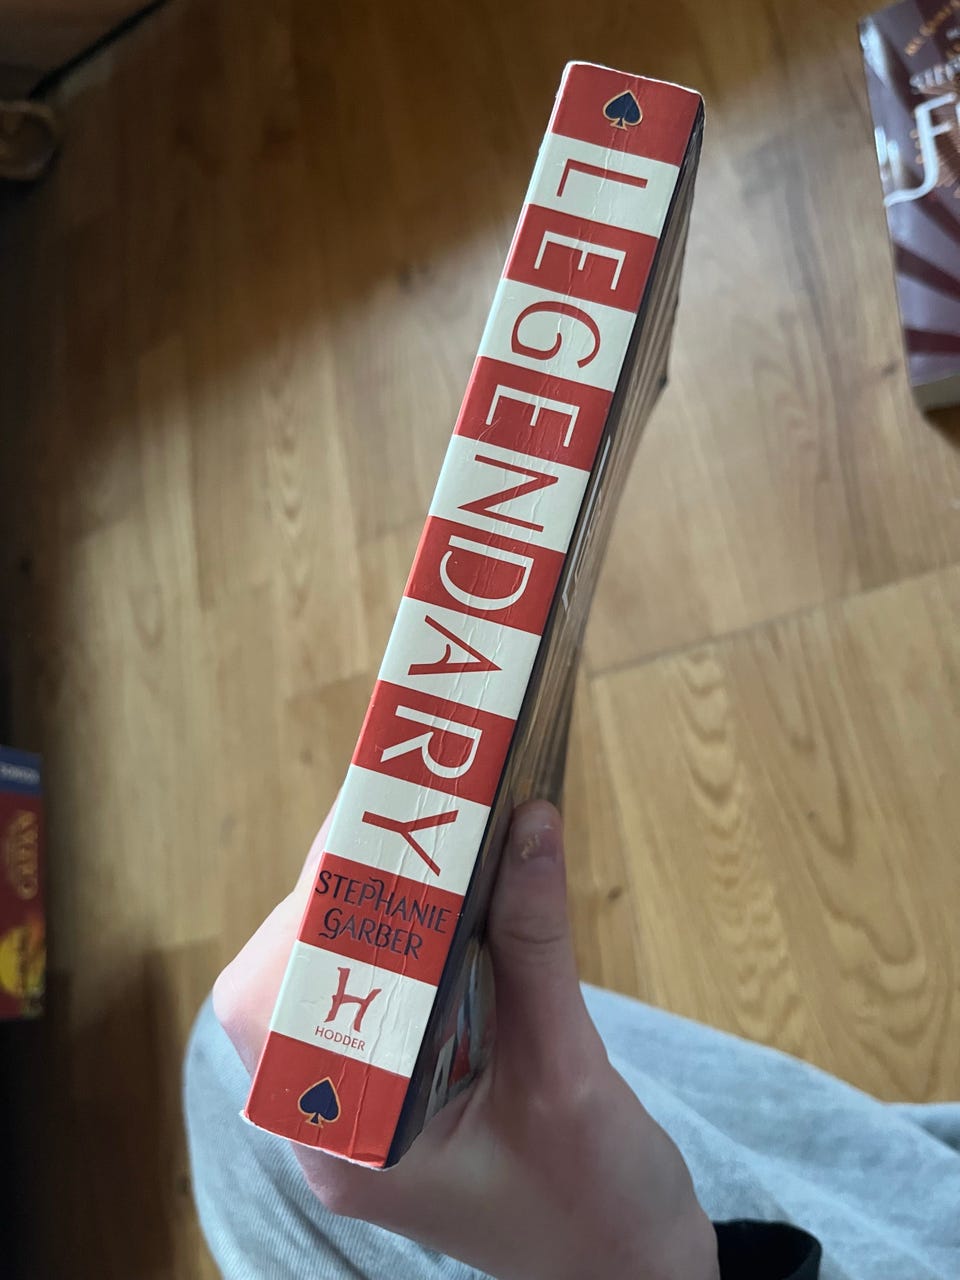 LEGENDARY
STEPHANIE
GARBER
H
HODDER